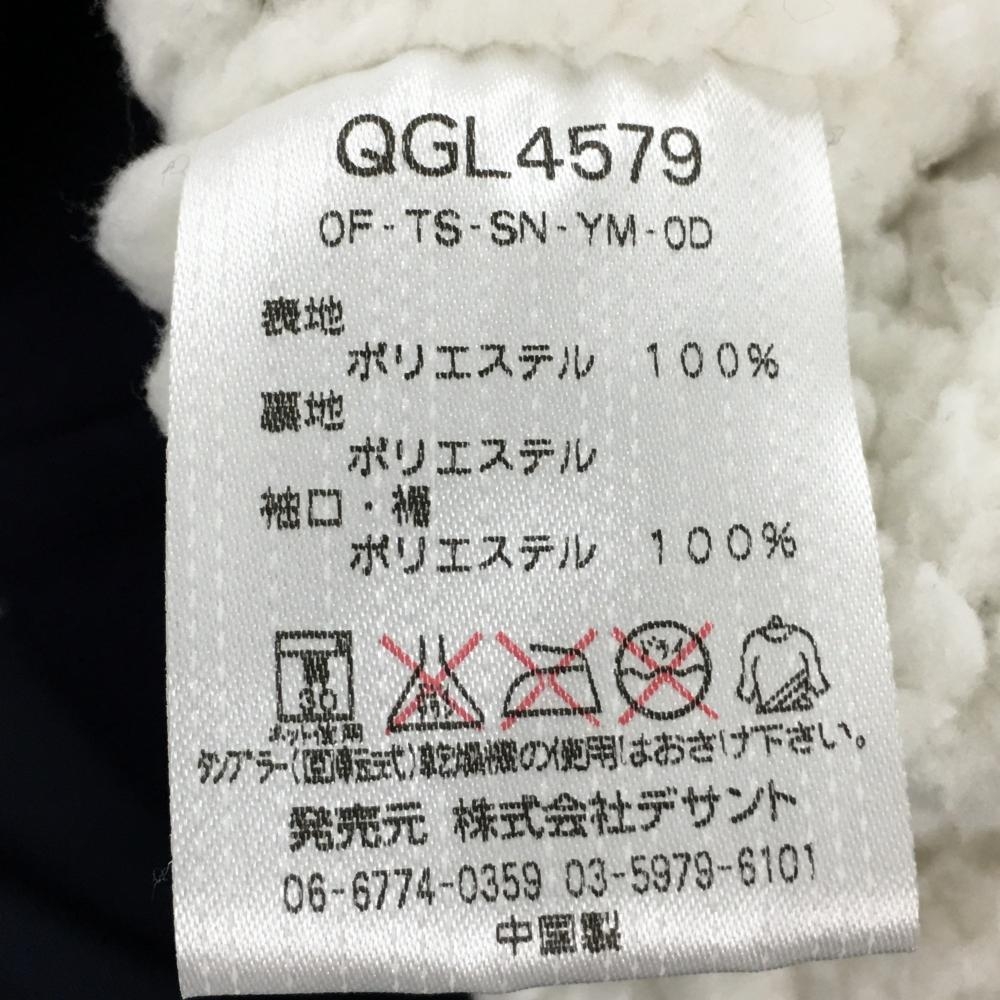 QGL4579
OF-TS-SN-YM-OD
表地
ポリエステル　100%
裏地
ポリエステル
袖口・裾
ポリエステル　100%
30
ネット使用
タンブラー(回転式)乾燥機の使用はおさけ下さい。
発売元 株式会社デサント
06-6774-0359 03-5979-6101
中国製